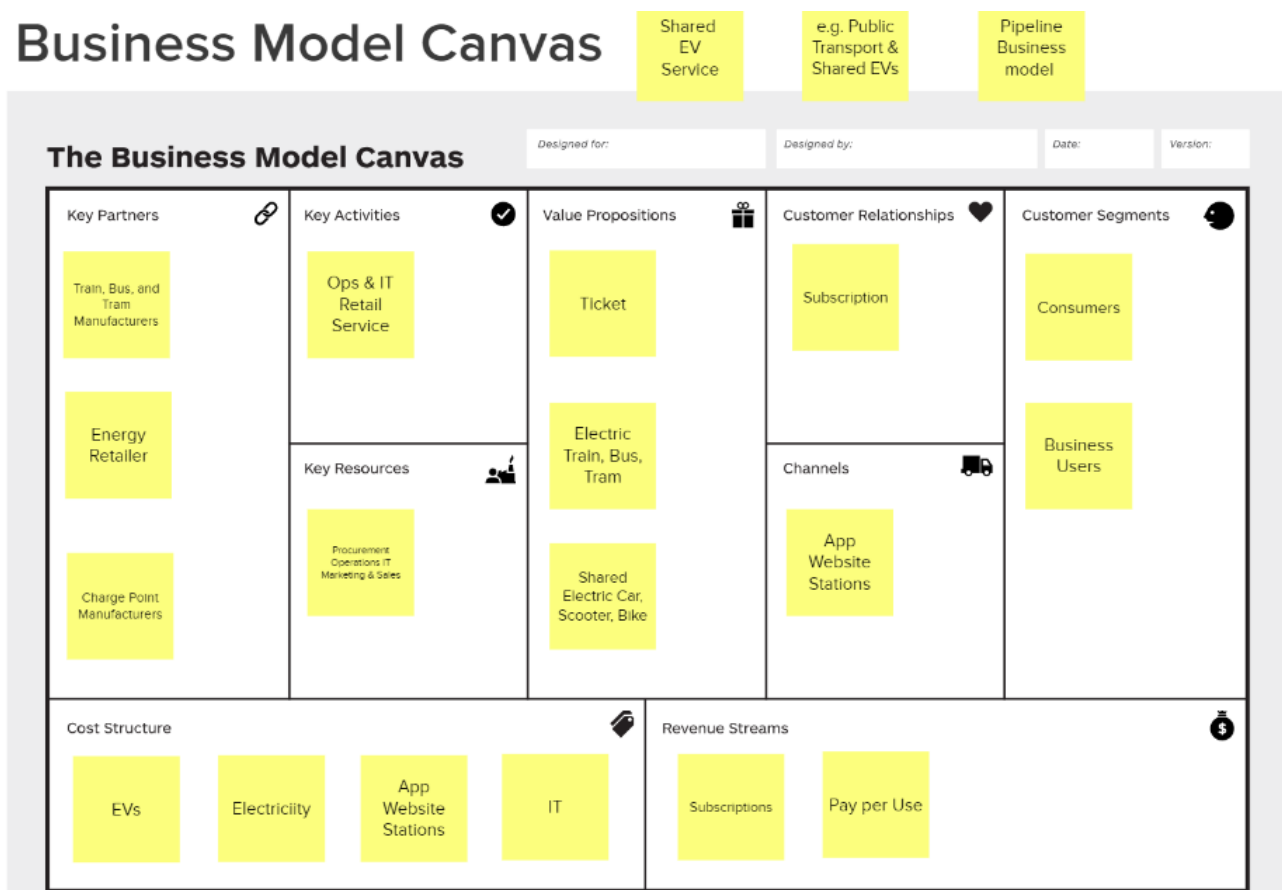 Business Model Canvas
Shared
EV
Service
e.g. Public
Transport &
Shared EVs
Pipeline
Business
model
The Business Model Canvas
Designed for:
Designed by:
Date:
Version:
Key Partners
Train, Bus, and
Tram
Manufacturers
Energy
Retailer
Charge Point
Manufacturers
Key Activities
Ops & IT
Retail
Service
Key Resources
Procurement
Operations IT
Marketing & Sales
Value Propositions
Ticket
Electric
Train, Bus,
Tram
Shared
Electric Car,
Scooter, Bike
Customer Relationships
Subscription
Channels
App
Website
Stations
Customer Segments
Consumers
Business
Users
Cost Structure
EVs
Electriciity
App
Website
Stations
IT
Revenue Streams
$
Subscriptions
Pay per Use